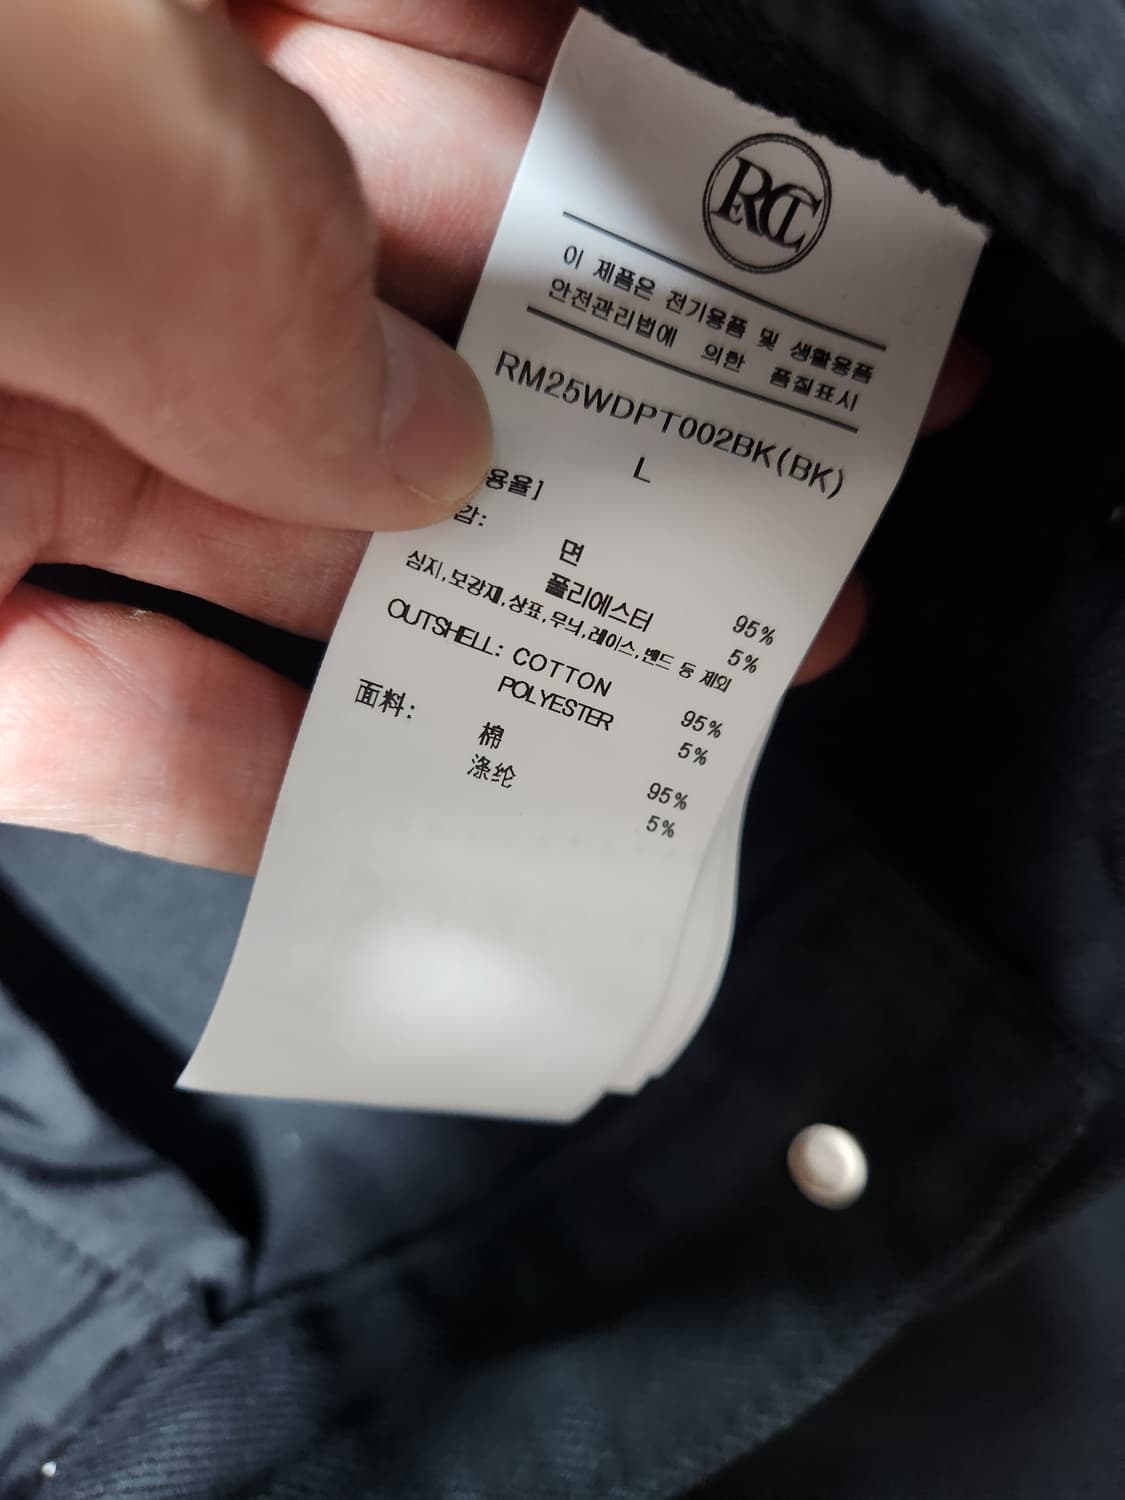 이 제품은 전기용품 및 생활용품
안전관리법에 의한 품질표시
RM25WDPT002BK(BK)
L
용율]
감:
면 95%
폴리에스터 5%
심지,보강재,상표,무늬,레이스,밴드 등 제외
OUTSHELL: COTTON 95%
POLYESTER 5%
面料:
棉 95%
涤纶 5%